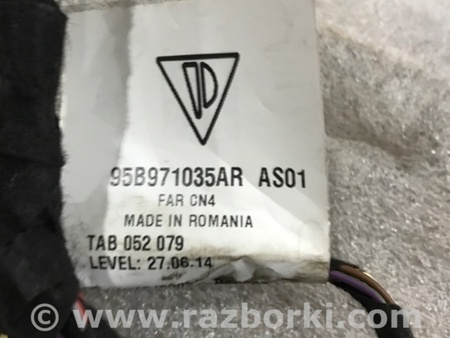 95B971035AR AS01
FAR CN4
MADE IN ROMANIA
TAB 052 079
LEVEL: 27.06.14
www.razborki.com